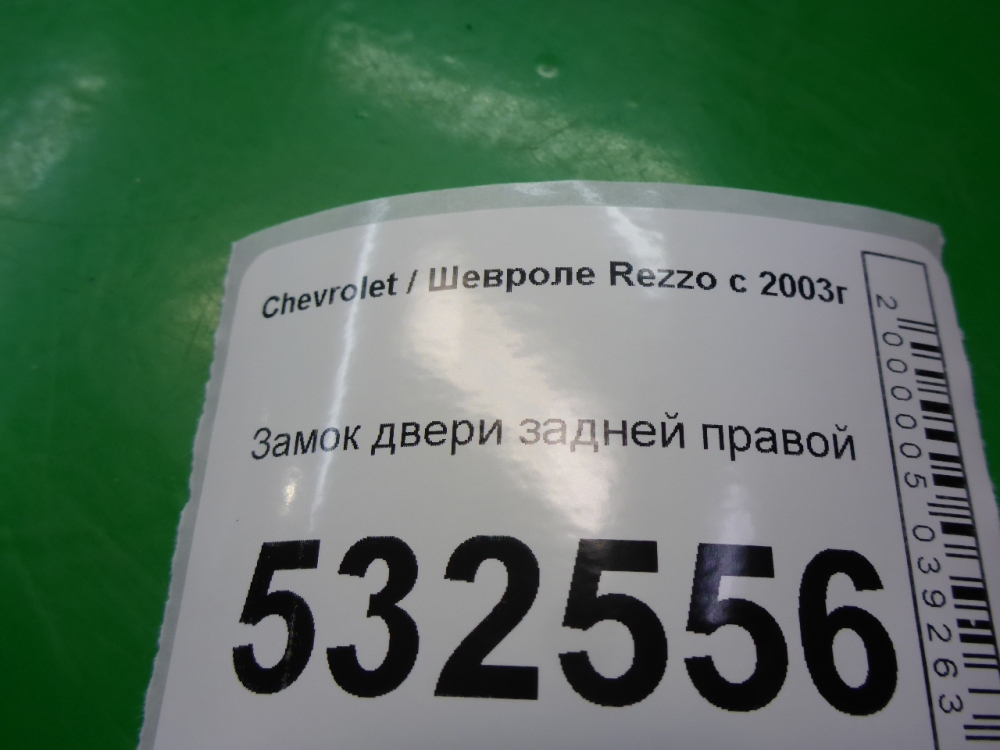 Chevrolet / Шевроле Rezzo с 2003г
Замок двери задней правой
532556
2000005039263